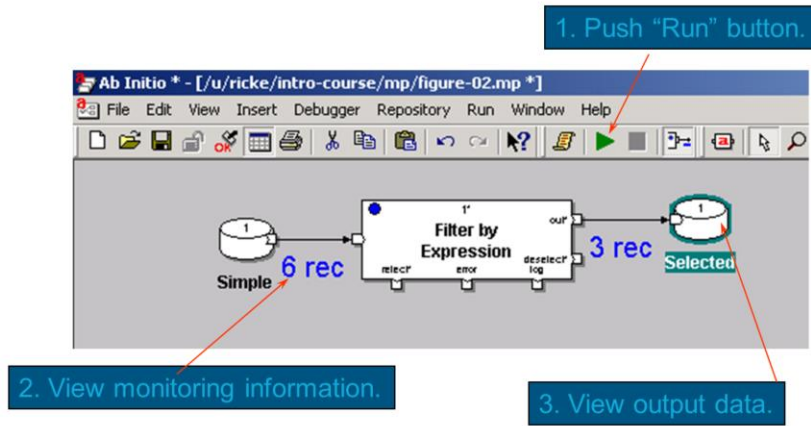 1. Push “Run” button.
Ab Initio * - [/u/ricke/intro-course/mp/figure-02.mp *]
File Edit View Insert Debugger Repository Run Window Help
OK
a
1
Simple
6 rec
1*
Filter by
Expression
out*
deselect*
reject*
error
log
3 rec
1
Selected
2. View monitoring information.
3. View output data.